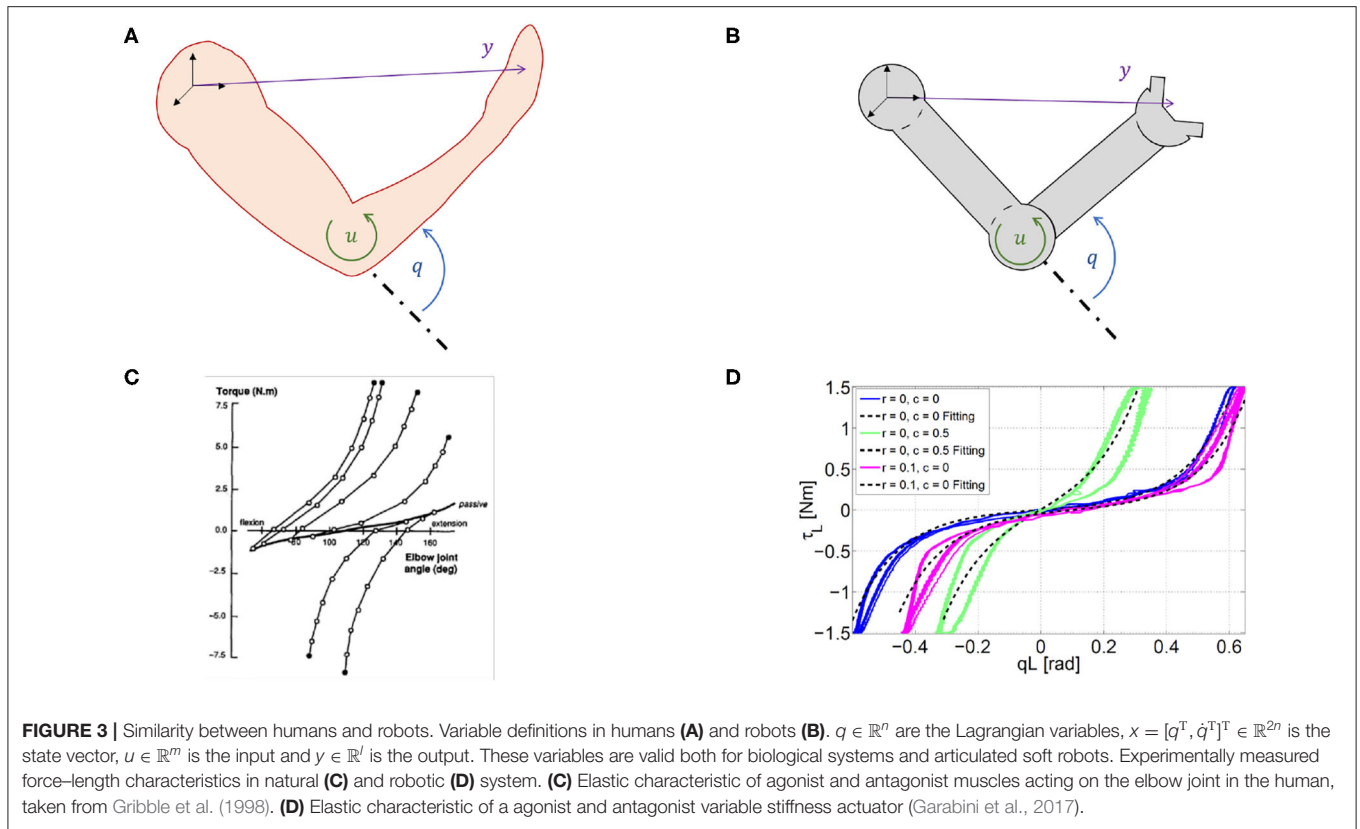 A
y
u
q
B
y
u
q
C
Torque (N.m)
7.5
5.0
2.5
passive
flexion
extension
0.0
80
100
120
140
160
Elbow joint
angle (deg)
-2.5
-5.0
-7.5
D
1.5
1
0.5
0
−0.5
−1
−1.5
τL [Nm]
r = 0, c = 0
r = 0, c = 0 Fitting
r = 0, c = 0.5
r = 0, c = 0.5 Fitting
r = 0.1, c = 0
r = 0.1, c = 0 Fitting
−0.4
−0.2
0
0.2
0.4
0.6
qL [rad]
FIGURE 3 | Similarity between humans and robots. Variable definitions in humans (A) and robots (B). q ∈ ℝⁿ are the Lagrangian variables, x = [qᵀ, q̇ᵀ]ᵀ ∈ ℝ²ⁿ is the
state vector, u ∈ ℝᵐ is the input and y ∈ ℝˡ is the output. These variables are valid both for biological systems and articulated soft robots. Experimentally measured
force–length characteristics in natural (C) and robotic (D) system. (C) Elastic characteristic of agonist and antagonist muscles acting on the elbow joint in the human,
taken from Gribble et al. (1998). (D) Elastic characteristic of a agonist and antagonist variable stiffness actuator (Garabini et al., 2017).